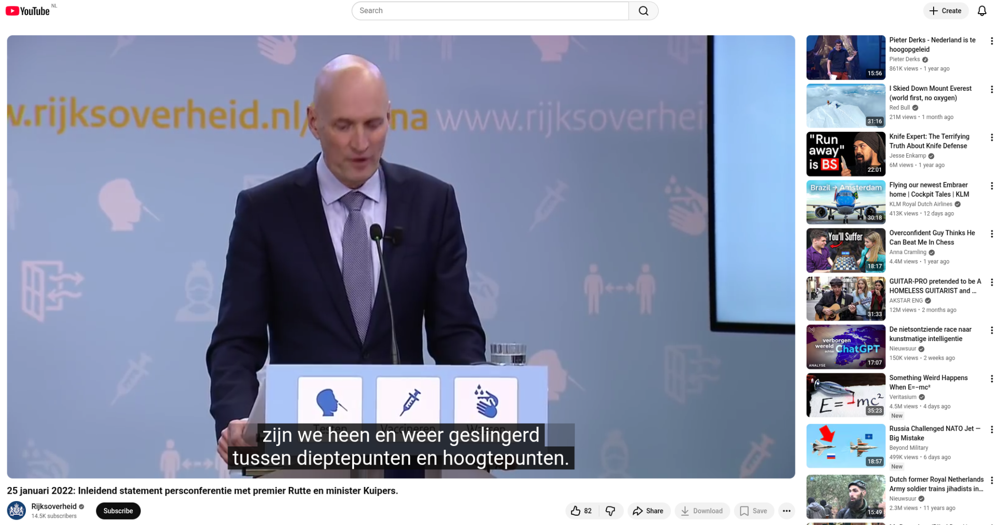 YouTube NL
Search
Create
w.rijksoverheid.nl/ na www.rijksoverhei
Testen Vaccineren Wassen
zijn we heen en weer geslingerd
tussen dieptepunten en hoogtepunten.
25 januari 2022: Inleidend statement persconferentie met premier Rutte en minister Kuipers.
Rijksoverheid
14.5K subscribers
Subscribe
82
Share
Download
Save
15:56
Pieter Derks - Nederland is te
hoogopgeleid
Pieter Derks
861K views • 1 year ago
31:16
I Skied Down Mount Everest
(world first, no oxygen)
Red Bull
21M views • 1 month ago
"Run
away"
is BS
22:01
Knife Expert: The Terrifying
Truth About Knife Defense
Jesse Enkamp
6M views • 1 year ago
Brazil → Amsterdam
30:18
Flying our newest Embraer
home | Cockpit Tales | KLM
KLM Royal Dutch Airlines
413K views • 12 days ago
You'll Suffer
18:17
Overconfident Guy Thinks He
Can Beat Me In Chess
Anna Cramling
4.4M views • 1 year ago
OMG!!!
31:33
GUITAR-PRO pretended to be A
HOMELESS GUITARIST and ...
AKSTAR ENG
12M views • 2 months ago
[N]
verborgen
wereld
achter ChatGPT
ANALYSE
17:07
De nietsontziende race naar
kunstmatige intelligentie
Nieuwsuur
150K views • 2 weeks ago
E=-mc²
35:23
Something Weird Happens
When E=−mc²
Veritasium
4.5M views • 4 days ago
New
18:57
Russia Challenged NATO Jet —
Big Mistake
Beyond Military
499K views • 6 days ago
New
15:49
Dutch former Royal Netherlands
Army soldier trains jihadists in...
Nieuwsuur
2.3M views • 11 years ago